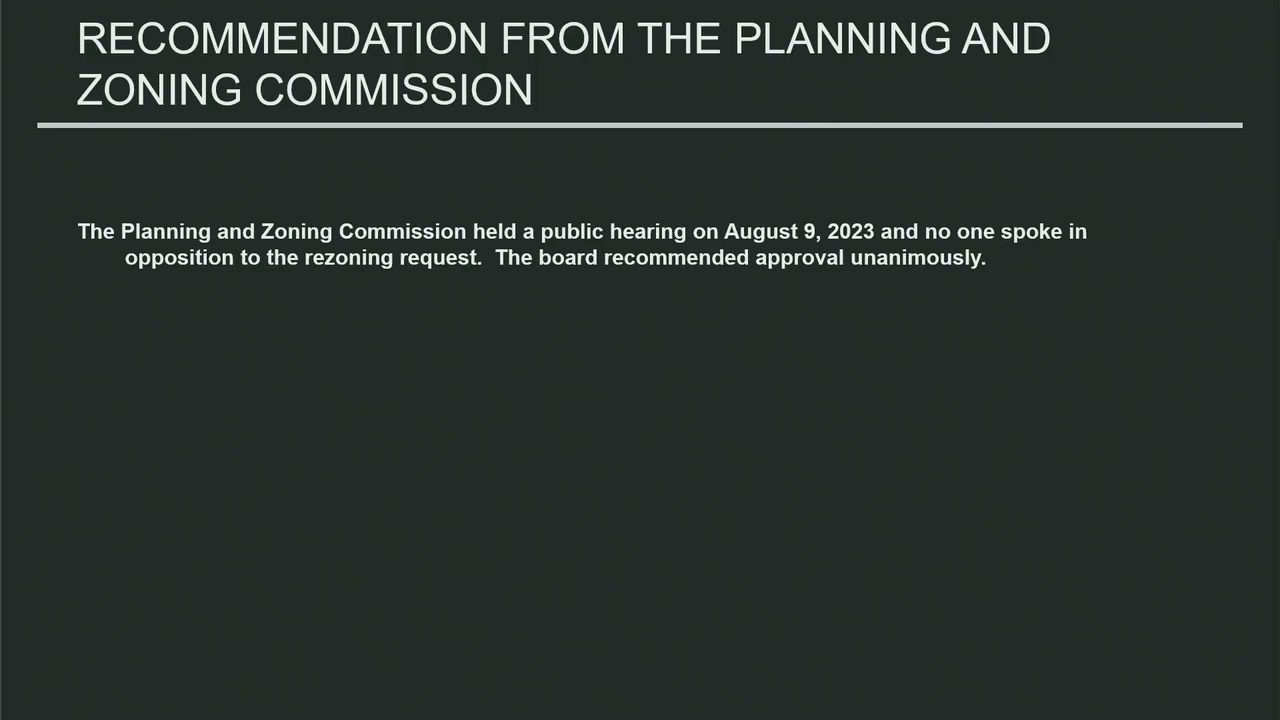 RECOMMENDATION FROM THE PLANNING AND
ZONING COMMISSION
The Planning and Zoning Commission held a public hearing on August 9, 2023 and no one spoke in
opposition to the rezoning request.  The board recommended approval unanimously.